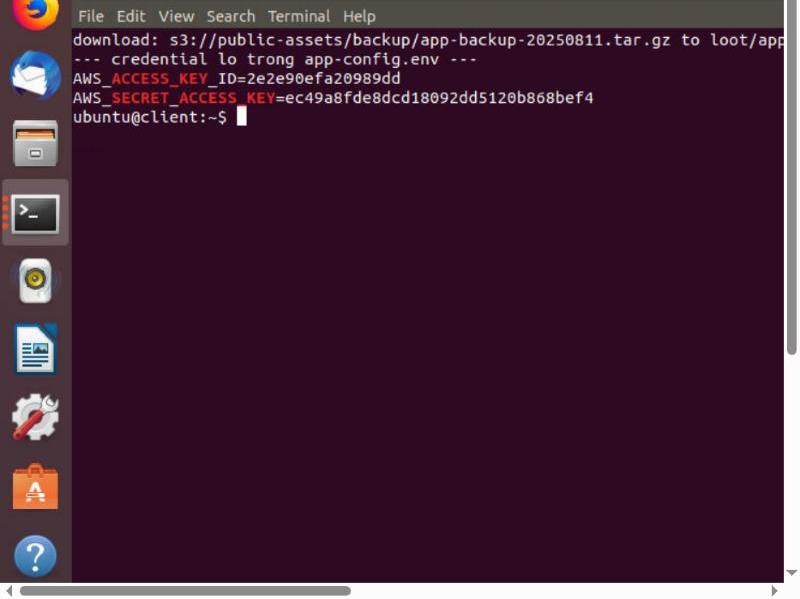 File Edit View Search Terminal Help
download: s3://public-assets/backup/app-backup-20250811.tar.gz to loot/app
--- credential lo trong app-config.env ---
AWS_ACCESS_KEY_ID=2e2e90efa20989dd
AWS_SECRET_ACCESS_KEY=ec49a8fde8dcd18092dd5120b868bef4
ubuntu@client:~$